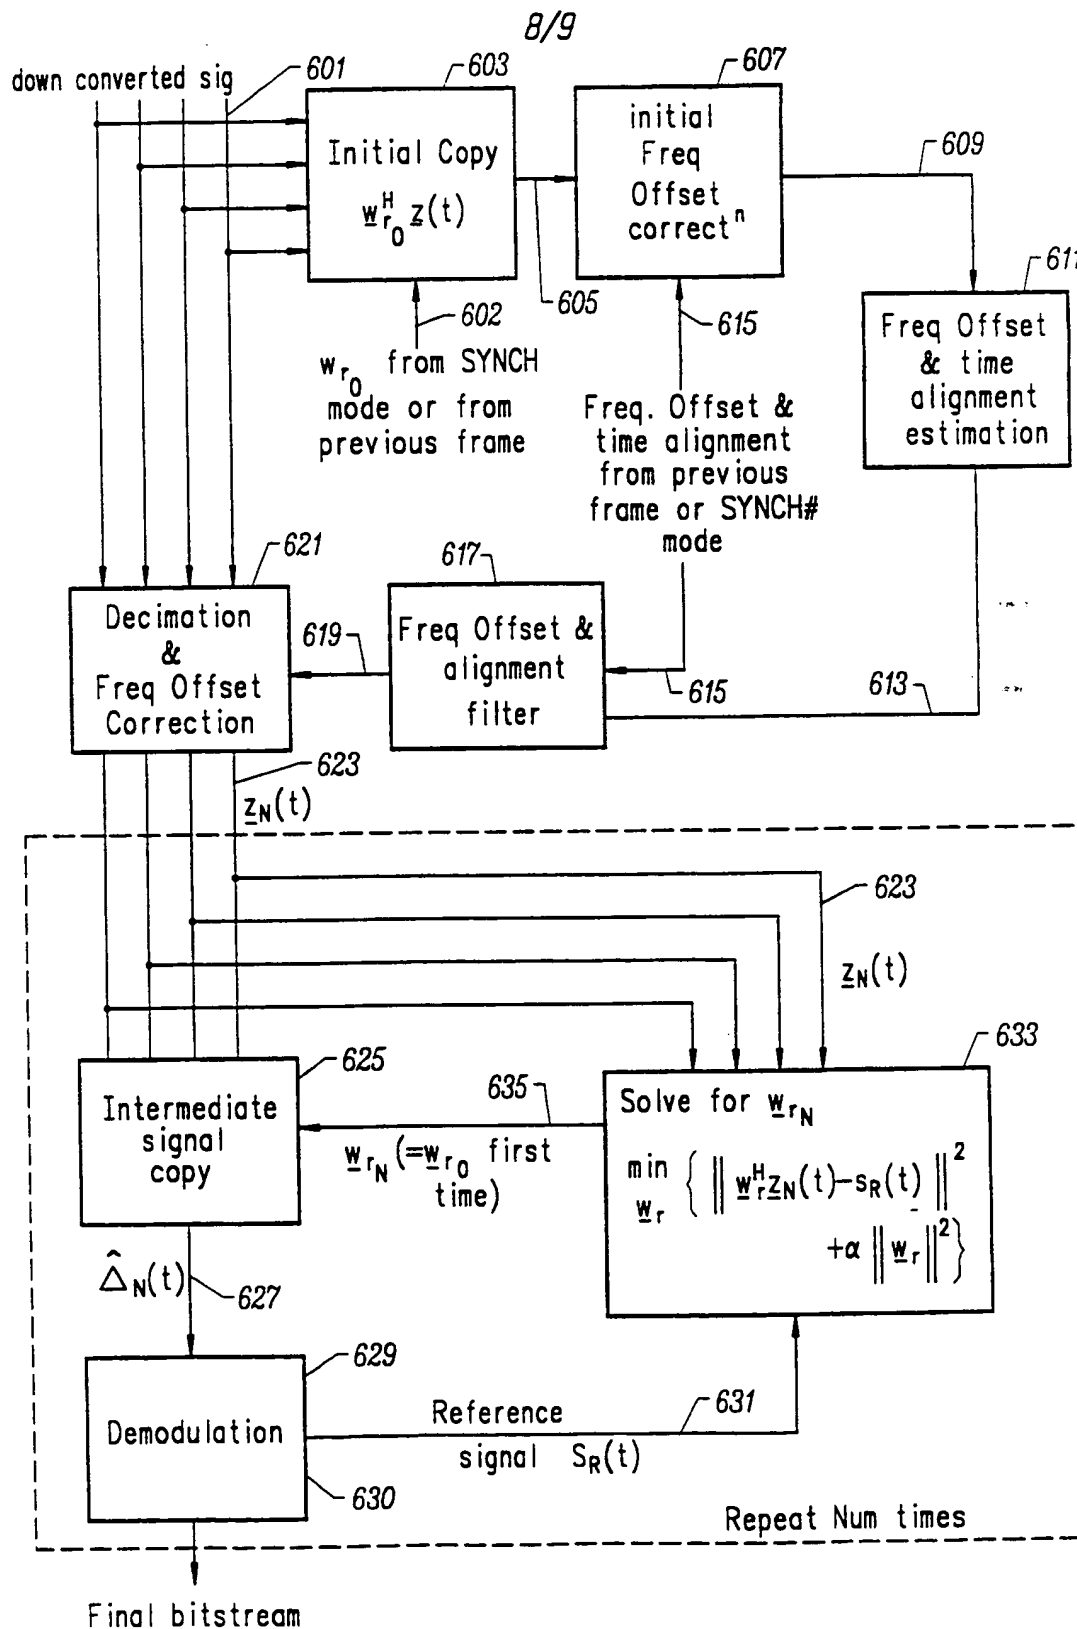 8/9
down converted sig
601
603
607
Initial Copy
w_r0^H z(t)
initial
Freq
Offset
correct^n
609
611
602
605
615
w_r0 from SYNCH
mode or from
previous frame
Freq. Offset &
time alignment
from previous
frame or SYNCH#
mode
Freq Offset
& time
alignment
estimation
621
617
Decimation
&
Freq Offset
Correction
619
Freq Offset &
alignment
filter
615
613
623
z_N(t)
623
z_N(t)
625
635
633
Intermediate
signal
copy
w_rN (=w_r0 first
time)
Solve for w_rN
min w_r { || w_r^H z_N(t)-s_R(t) ||^2
+α || w_r ||^2 }
Δ̂_N(t)
627
629
Demodulation
630
Reference
signal S_R(t)
631
Repeat Num times
Final bitstream